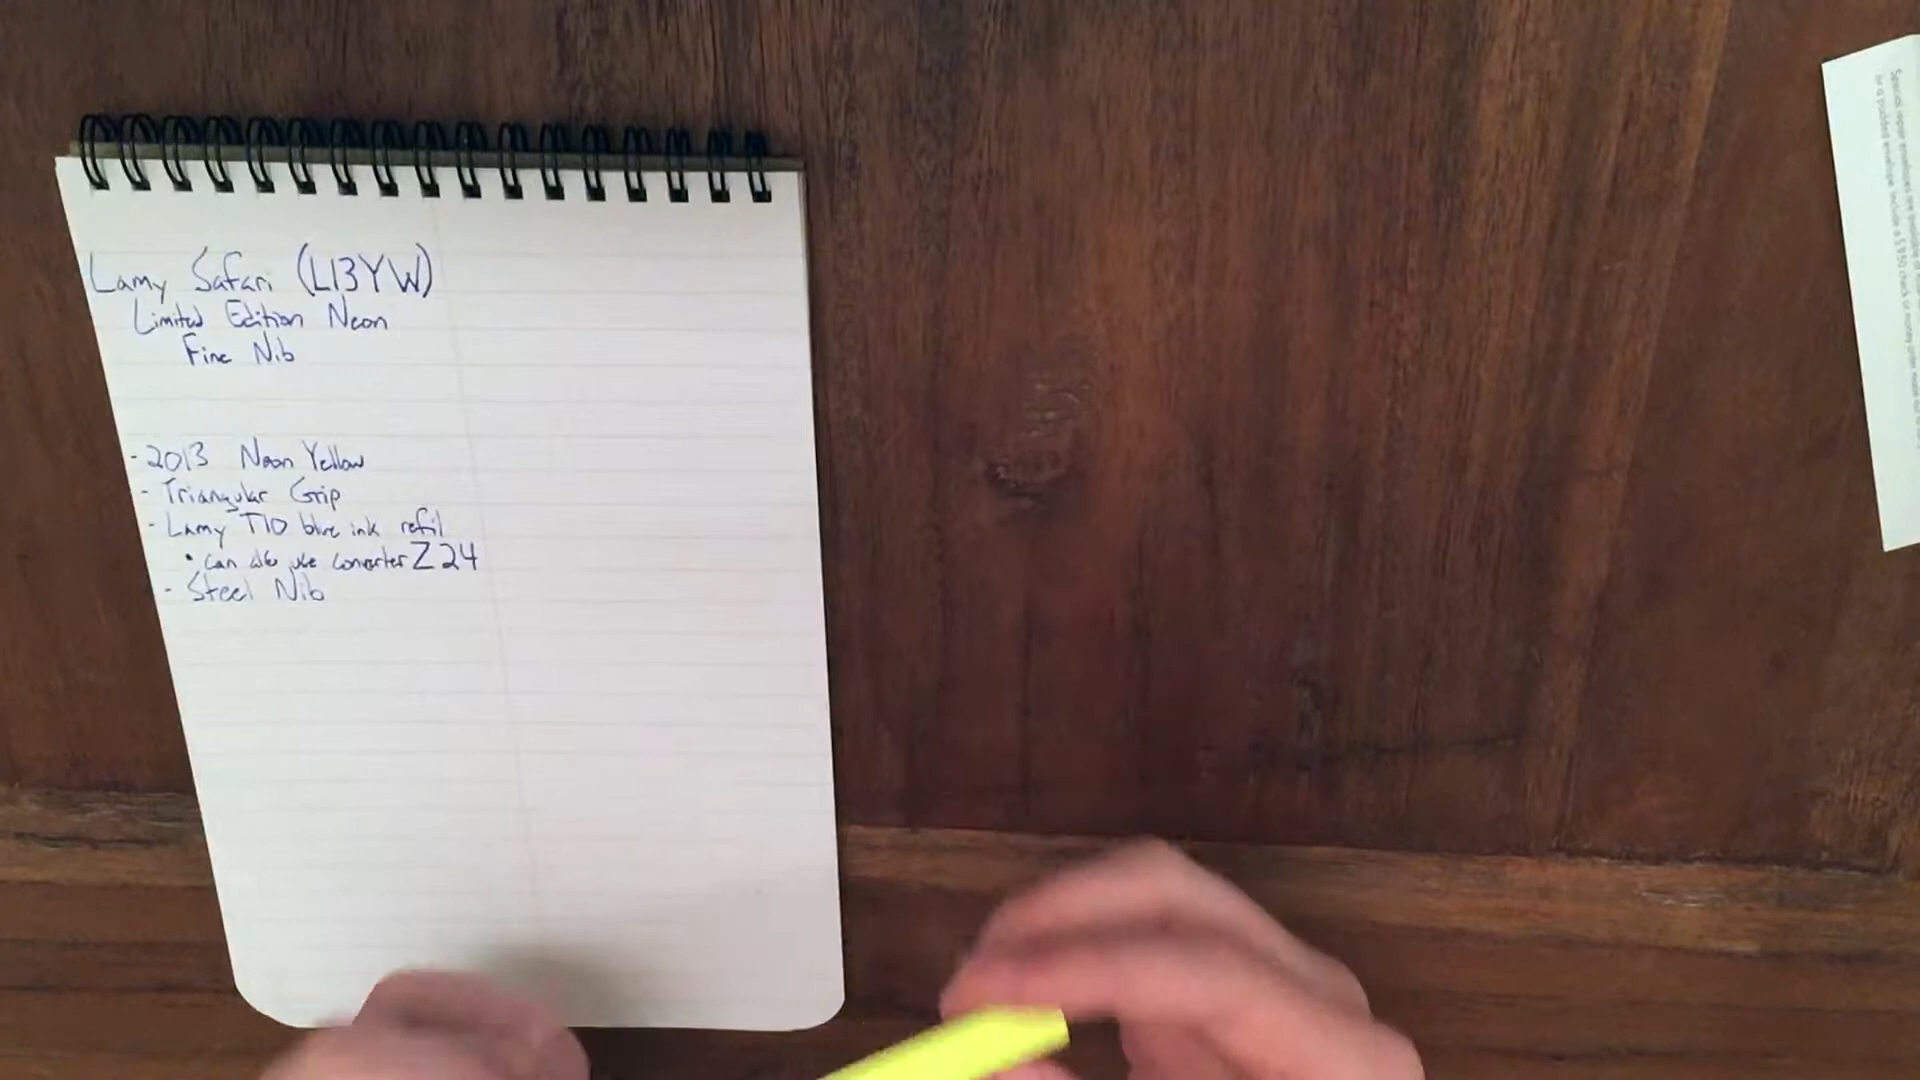 Lamy Safari (L13YW)
Limited Edition Neon
Fine Nib
- 2013 Neon Yellow
- Triangular Grip
- Lamy T10 blue ink refil
• can also use converter Z24
- Steel Nib